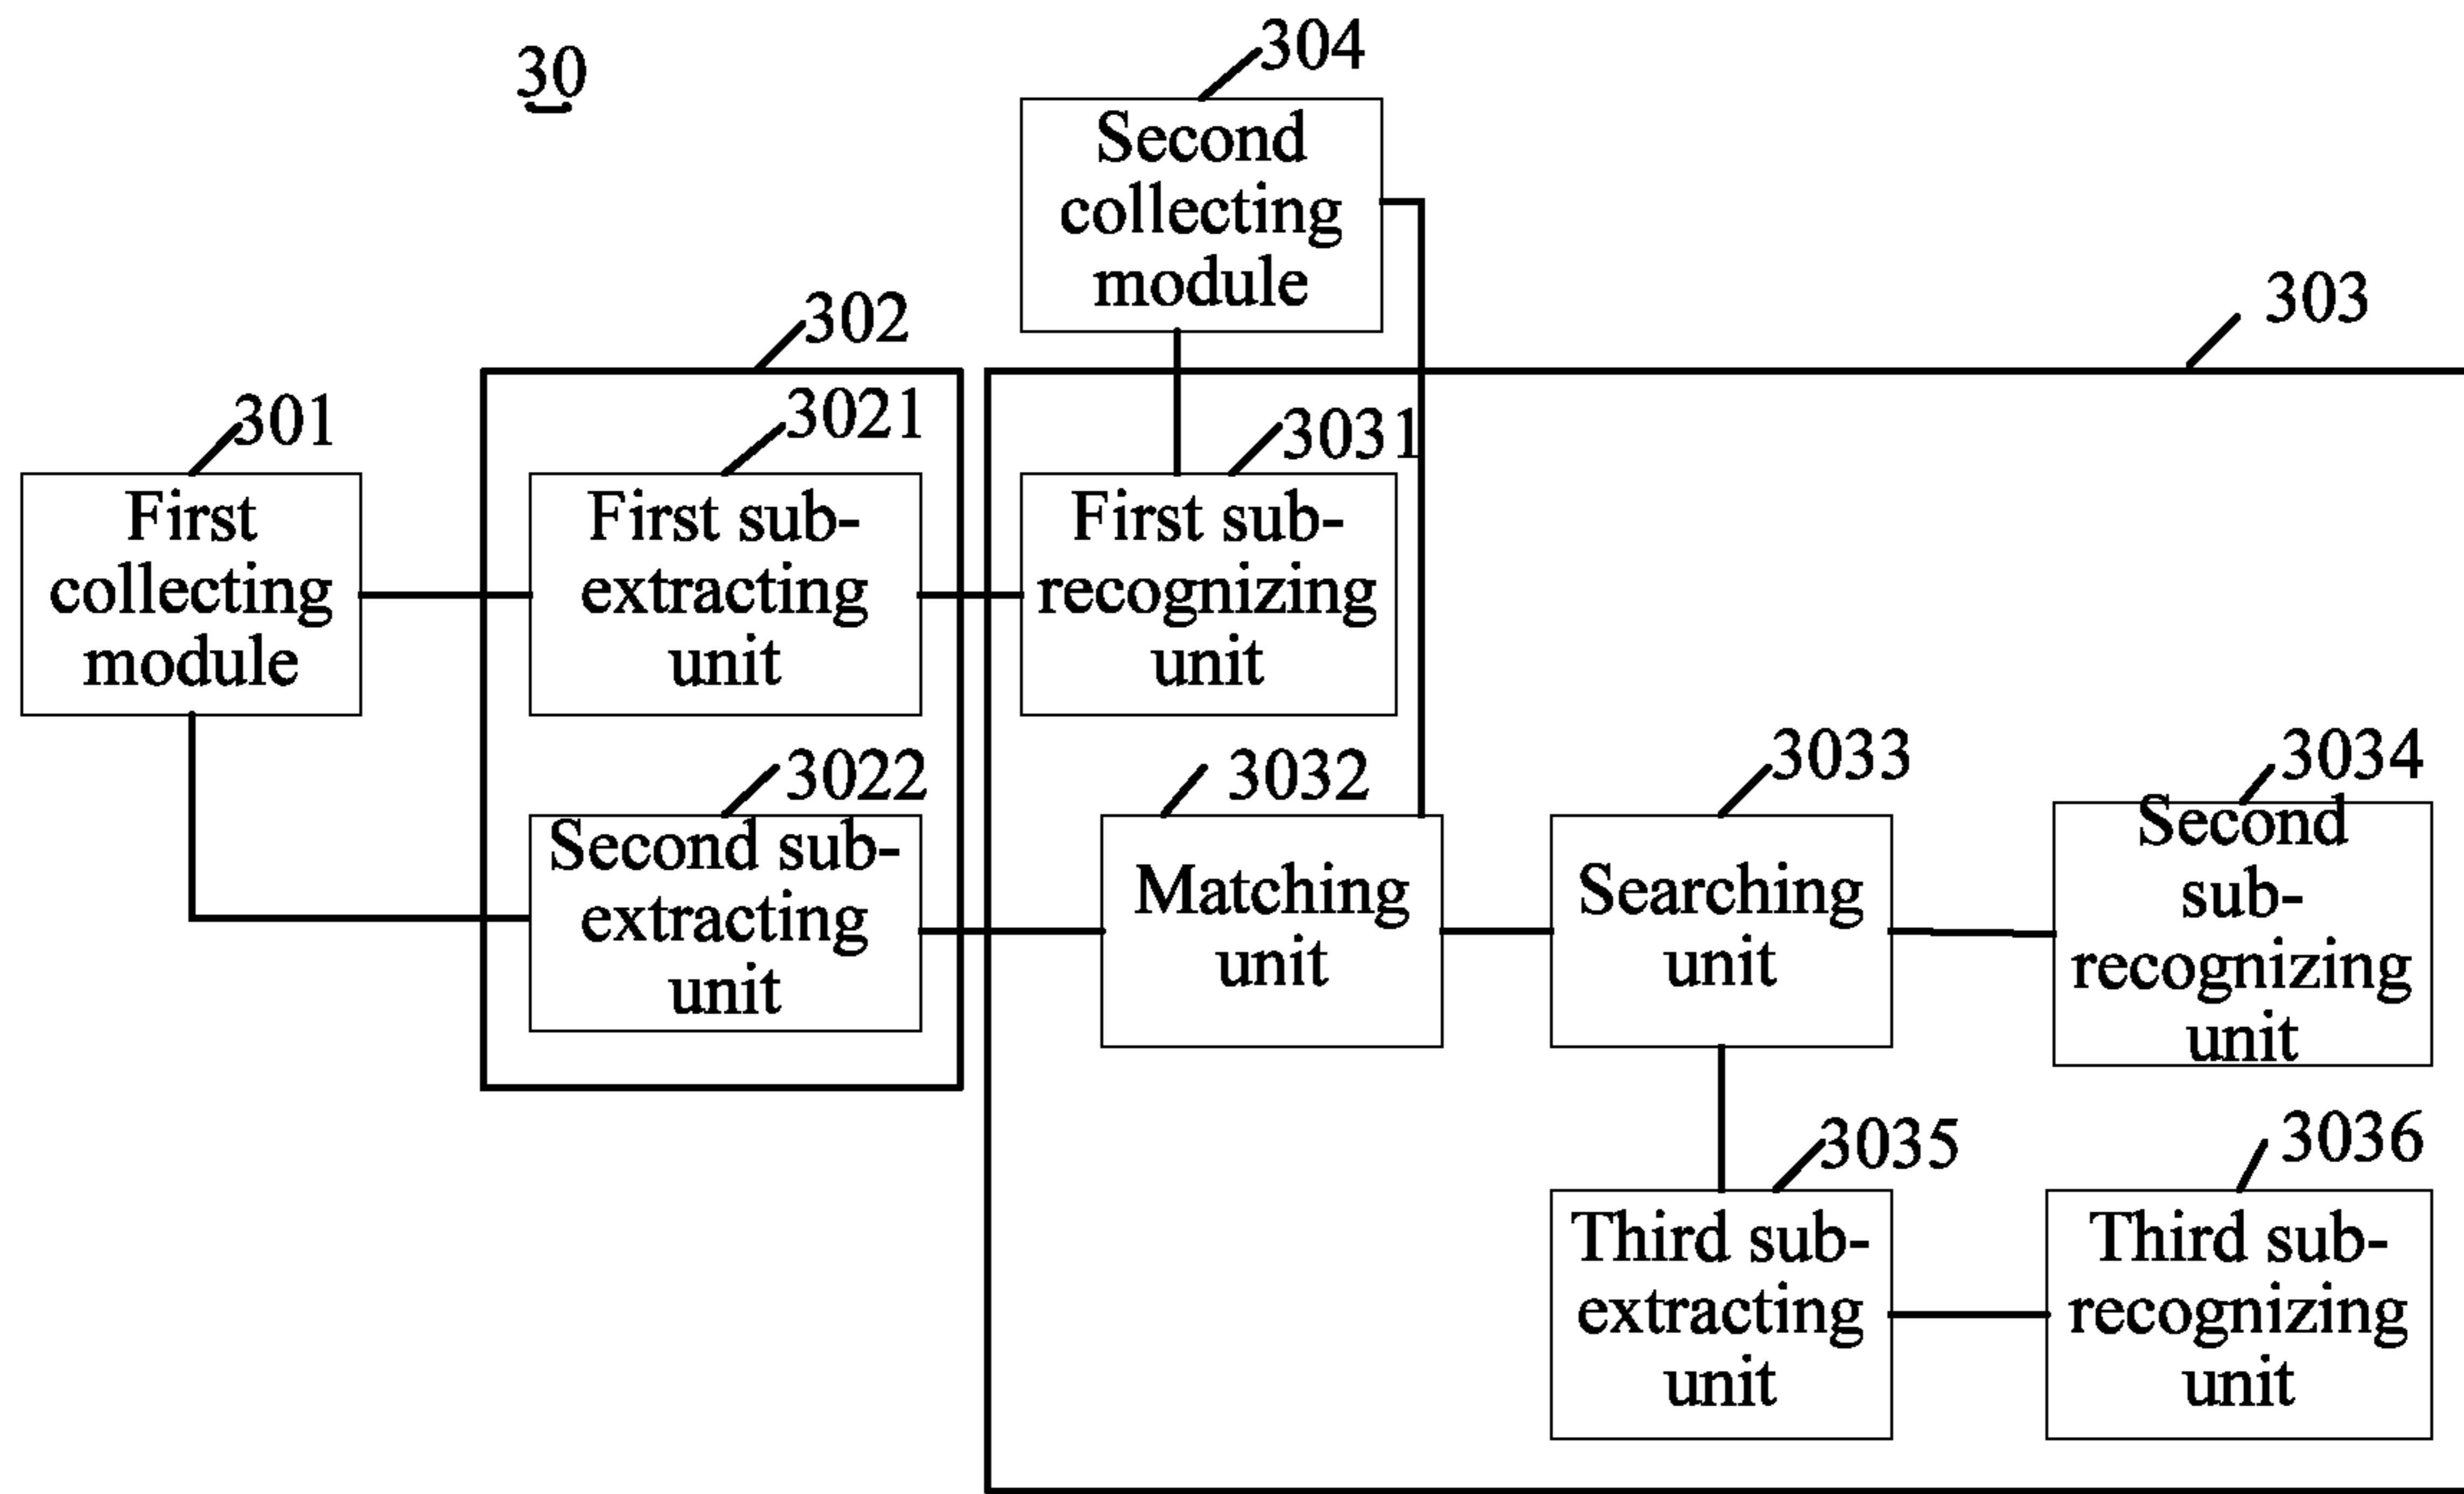 30
304
Second
collecting
module
303
302
301
3021
3031
First
collecting
module
First sub-
extracting
unit
First sub-
recognizing
unit
3022
3032
3033
3034
Second sub-
extracting
unit
Matching
unit
Searching
unit
Second
sub-
recognizing
unit
3035
3036
Third sub-
extracting
unit
Third sub-
recognizing
unit